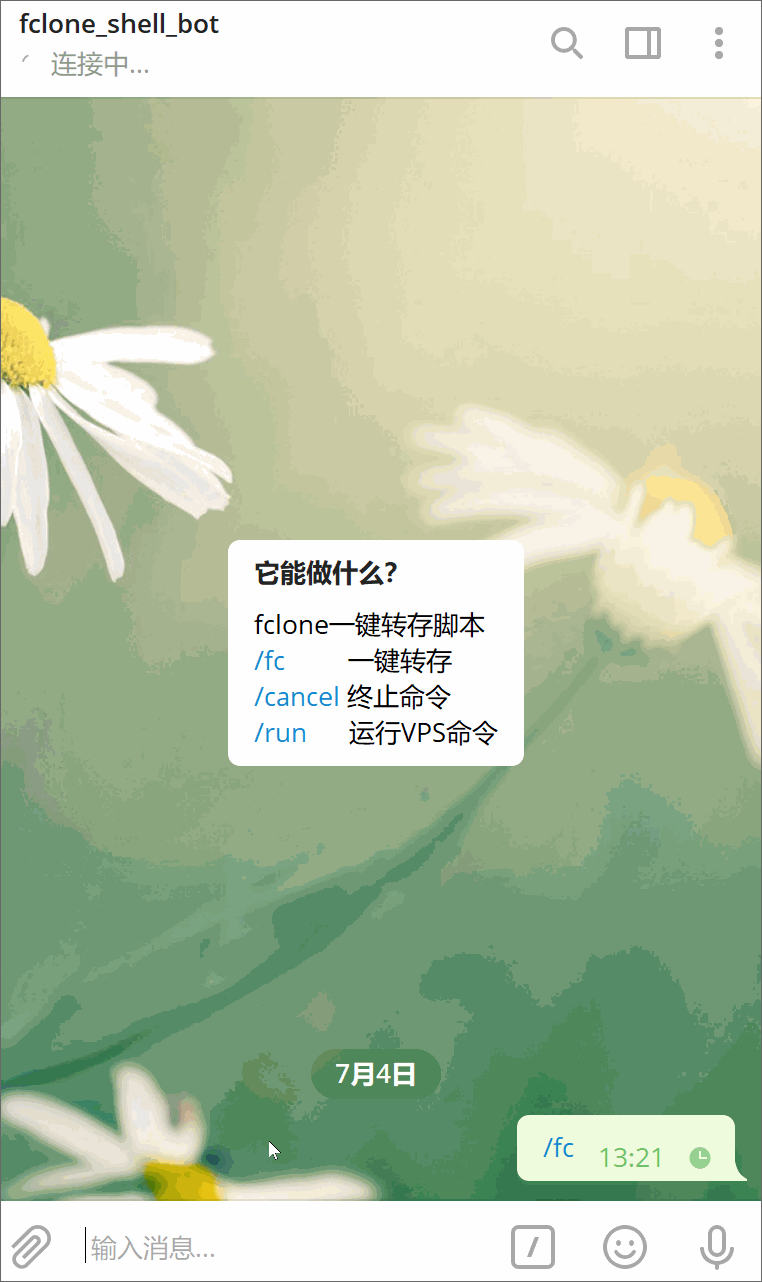 fclone_shell_bot
连接中...
它能做什么?
fclone一键转存脚本
/fc 一键转存
/cancel 终止命令
/run 运行VPS命令
7月4日
/fc 13:21
输入消息...